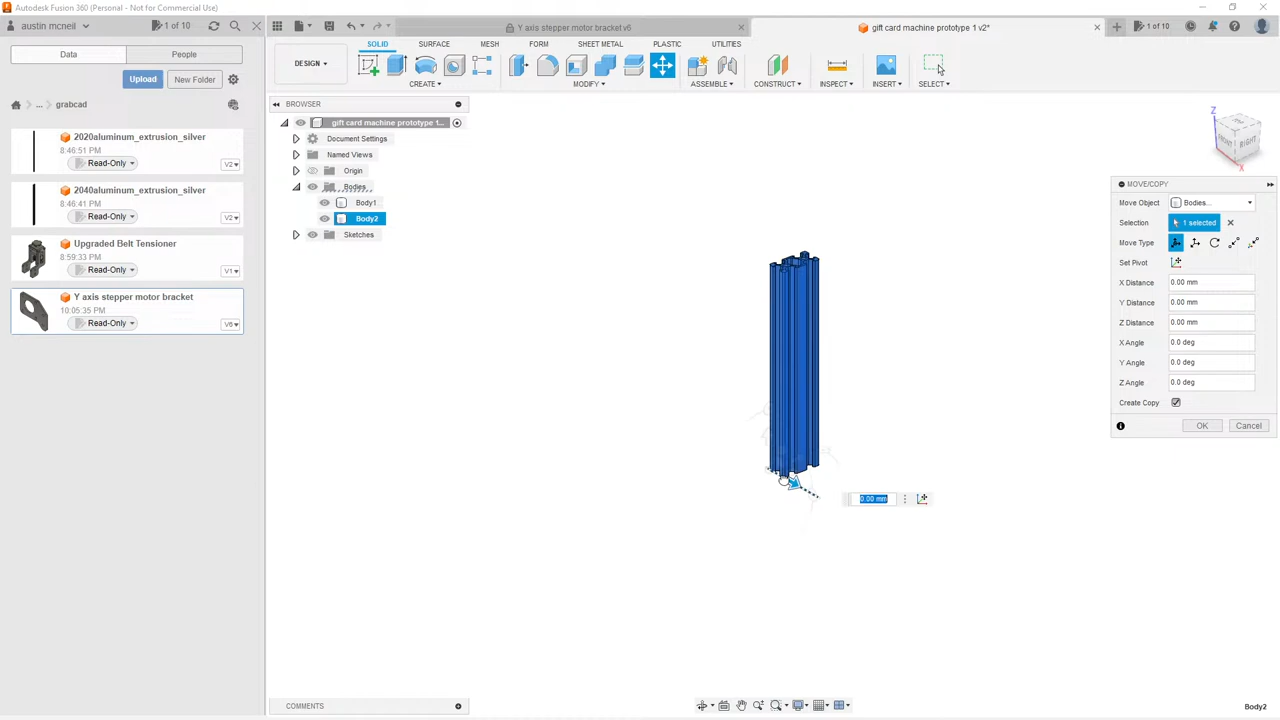 Autodesk Fusion 360 (Personal - Not for Commercial Use)
austin mcneil
1 of 10
Y axis stepper motor bracket v6
gift card machine prototype 1 v2*
1 of 10
Data
People
Upload
New Folder
DESIGN
SOLID
SURFACE
MESH
FORM
SHEET METAL
PLASTIC
UTILITIES
CREATE
MODIFY
ASSEMBLE
CONSTRUCT
INSPECT
INSERT
SELECT
...
grabcad
2020aluminum_extrusion_silver
8:46:51 PM
Read-Only
V2
2040aluminum_extrusion_silver
8:46:41 PM
Read-Only
V2
Upgraded Belt Tensioner
8:59:33 PM
Read-Only
V1
Y axis stepper motor bracket
10:05:35 PM
Read-Only
V6
BROWSER
gift card machine prototype 1...
Document Settings
Named Views
Origin
Bodies
Body1
Body2
Sketches
Z
FRONT
RIGHT
X
MOVE/COPY
Move Object
Bodies...
Selection
1 selected
Move Type
Set Pivot
X Distance
0.00 mm
Y Distance
0.00 mm
Z Distance
0.00 mm
X Angle
0.0 deg
Y Angle
0.0 deg
Z Angle
0.0 deg
Create Copy
OK
Cancel
0.00 mm
COMMENTS
Body2